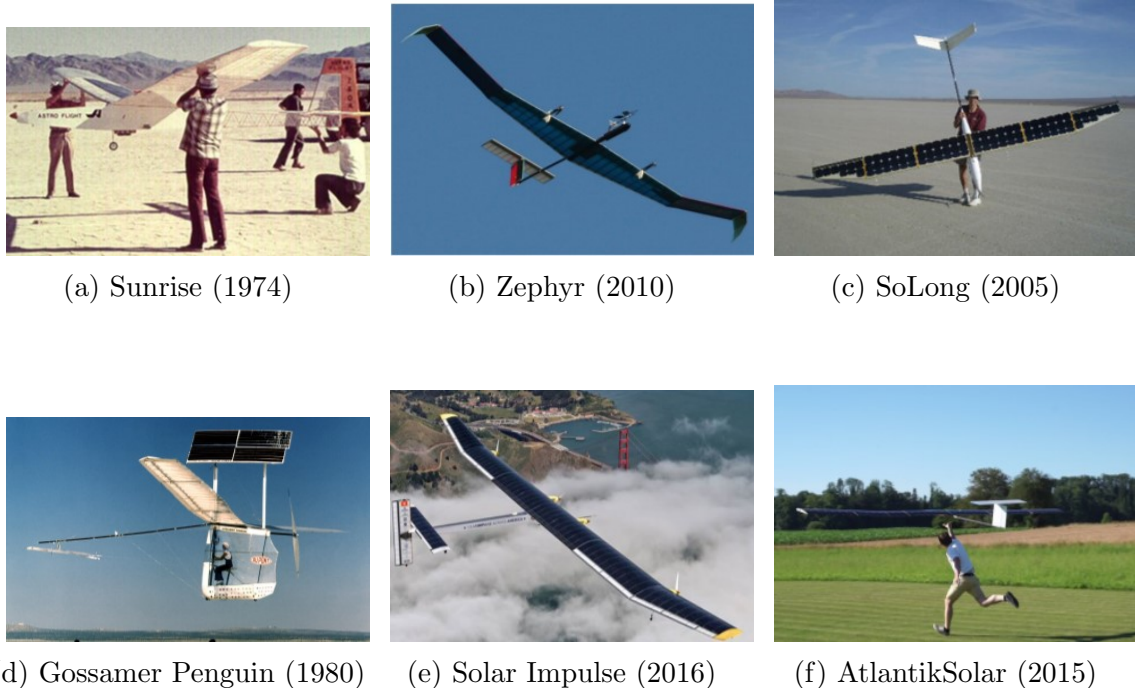 ASTRO FLIGHT
(a) Sunrise (1974)
(b) Zephyr (2010)
(c) SoLong (2005)
d) Gossamer Penguin (1980)
(e) Solar Impulse (2016)
(f) AtlantikSolar (2015)